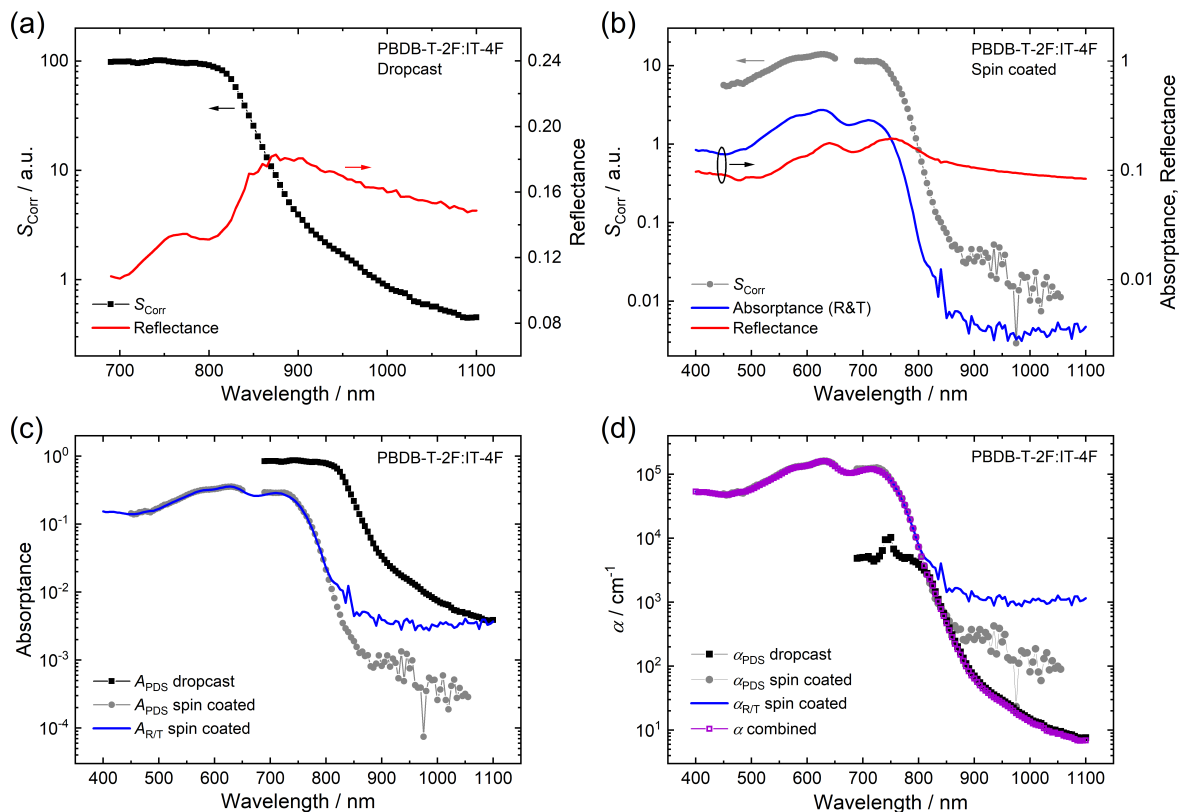 (a)
PBDB-T-2F:IT-4F
Dropcast
100
10
1
S_Corr / a.u.
0.24
0.20
0.16
0.12
0.08
Reflectance
S_Corr
Reflectance
700 800 900 1000 1100
Wavelength / nm
(b)
PBDB-T-2F:IT-4F
Spin coated
10
1
0.1
0.01
S_Corr / a.u.
1
0.1
0.01
Absorptance, Reflectance
S_Corr
Absorptance (R&T)
Reflectance
400 500 600 700 800 900 1000 1100
Wavelength / nm
(c)
PBDB-T-2F:IT-4F
10^0
10^-1
10^-2
10^-3
10^-4
Absorptance
A_PDS dropcast
A_PDS spin coated
A_R/T spin coated
400 500 600 700 800 900 1000 1100
Wavelength / nm
(d)
PBDB-T-2F:IT-4F
10^5
10^4
10^3
10^2
10^1
α / cm^-1
α_PDS dropcast
α_PDS spin coated
α_R/T spin coated
α combined
400 500 600 700 800 900 1000 1100
Wavelength / nm